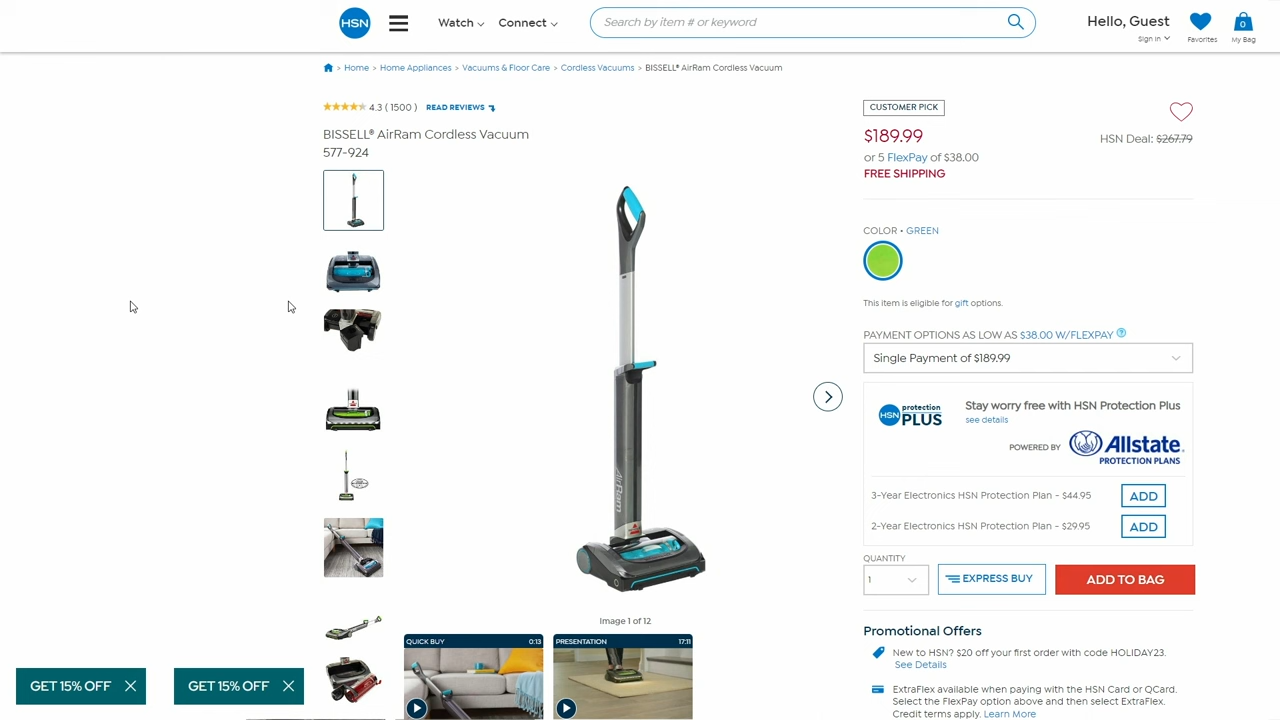 HSN
Watch
Connect
Search by item # or keyword
Hello, Guest
Sign In
Favorites
0
My Bag
> Home > Home Appliances > Vacuums & Floor Care > Cordless Vacuums > BISSELL® AirRam Cordless Vacuum
4.3 ( 1500 ) READ REVIEWS
BISSELL® AirRam Cordless Vacuum
577-924
CUSTOMER PICK
$189.99
HSN Deal: $267.79
or 5 FlexPay of $38.00
FREE SHIPPING
COLOR • GREEN
This item is eligible for gift options.
PAYMENT OPTIONS AS LOW AS $38.00 W/FLEXPAY ?
Single Payment of $189.99
HSN protection PLUS
Stay worry free with HSN Protection Plus
see details
POWERED BY Allstate.
PROTECTION PLANS
3-Year Electronics HSN Protection Plan - $44.95 ADD
2-Year Electronics HSN Protection Plan - $29.95 ADD
QUANTITY
1
EXPRESS BUY
ADD TO BAG
AirRam
Image 1 of 12
QUICK BUY 0:13
PRESENTATION 17:11
Promotional Offers
New to HSN? $20 off your first order with code HOLIDAY23.
See Details
ExtraFlex available when paying with the HSN Card or QCard.
Select the FlexPay option above and then select ExtraFlex.
Credit terms apply. Learn More
GET 15% OFF
GET 15% OFF